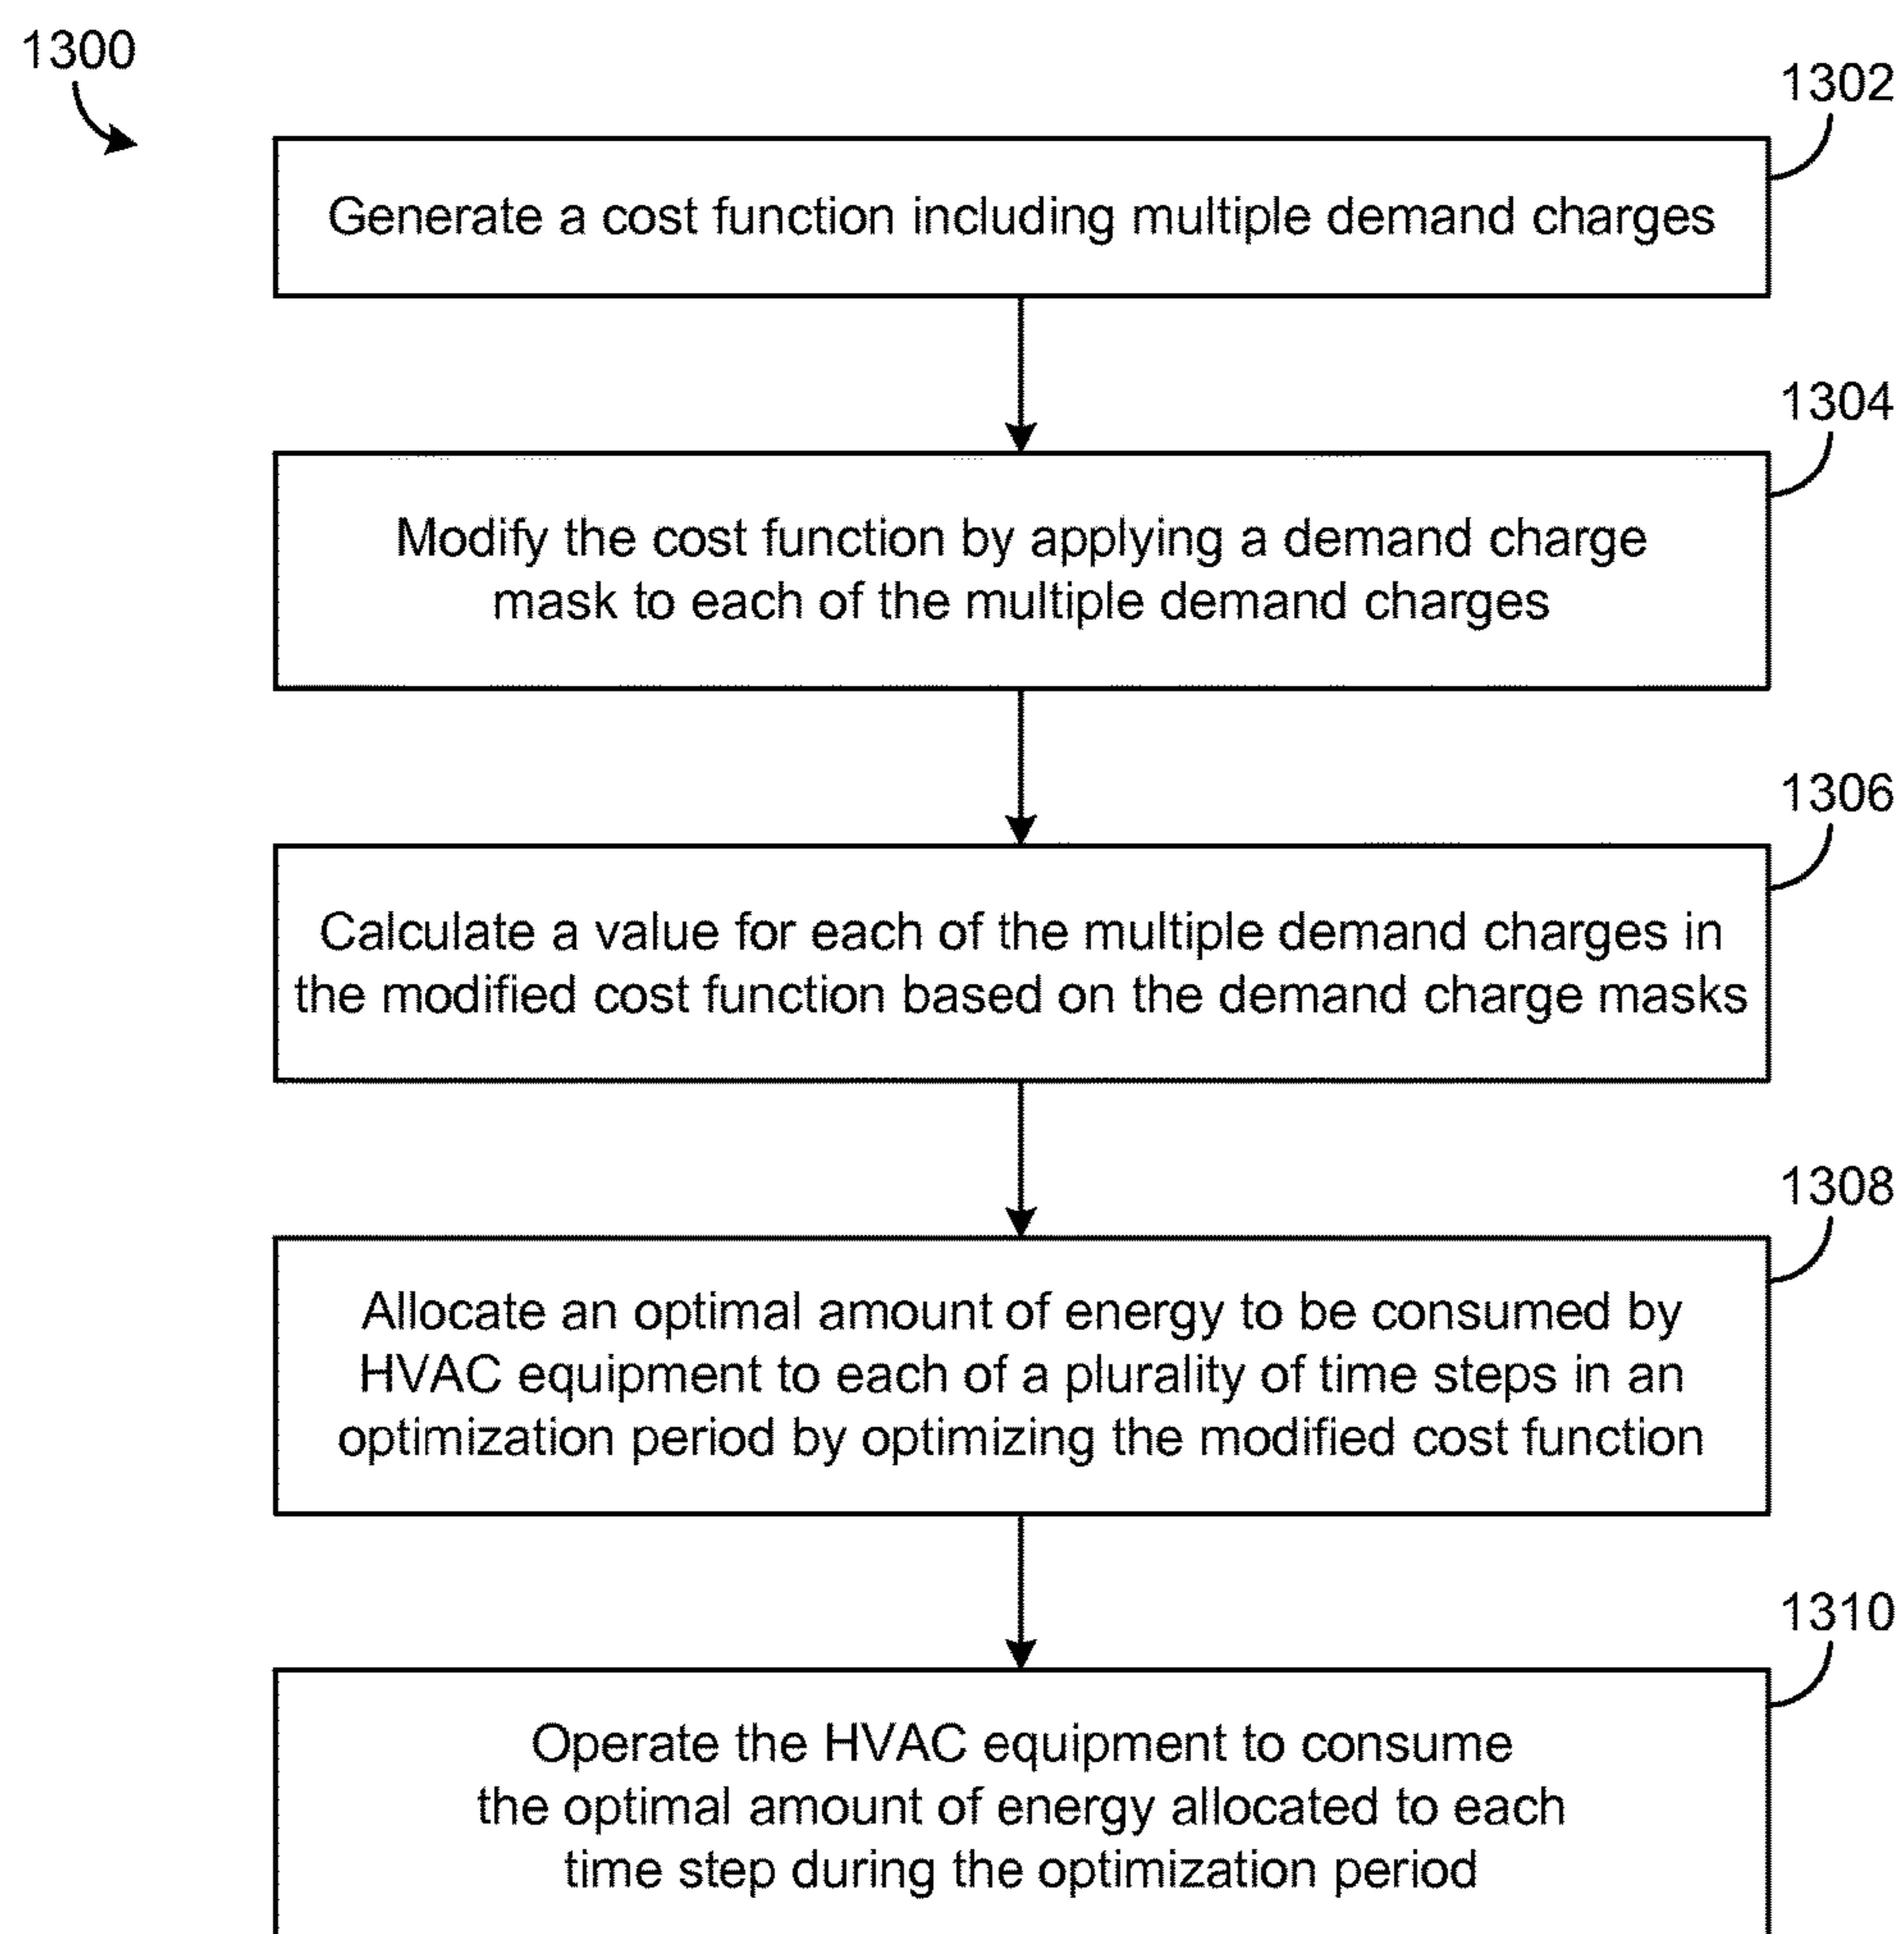 1300
1302
Generate a cost function including multiple demand charges
1304
Modify the cost function by applying a demand charge
mask to each of the multiple demand charges
1306
Calculate a value for each of the multiple demand charges in
the modified cost function based on the demand charge masks
1308
Allocate an optimal amount of energy to be consumed by
HVAC equipment to each of a plurality of time steps in an
optimization period by optimizing the modified cost function
1310
Operate the HVAC equipment to consume
the optimal amount of energy allocated to each
time step during the optimization period